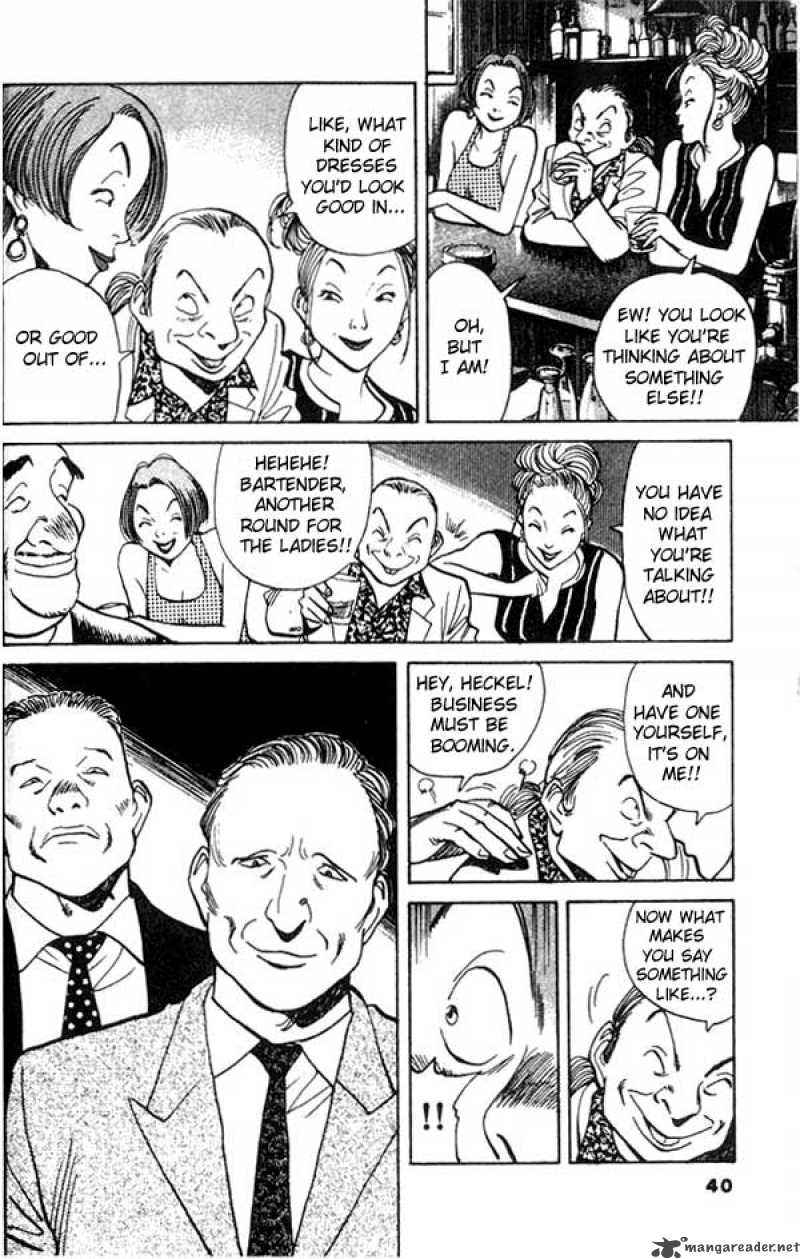 EW! YOU LOOK
LIKE YOU'RE
THINKING ABOUT
SOMETHING
ELSE!!
OH,
BUT
I AM!
LIKE, WHAT
KIND OF
DRESSES
YOU'D LOOK
GOOD IN...
OR GOOD
OUT OF...
YOU HAVE
NO IDEA
WHAT
YOU'RE
TALKING
ABOUT!!
HEHEHE!
BARTENDER,
ANOTHER
ROUND FOR
THE LADIES!!
AND
HAVE ONE
YOURSELF,
IT'S ON
ME!!
HEY, HECKEL!
BUSINESS
MUST BE
BOOMING.
NOW WHAT
MAKES
YOU SAY
SOMETHING
LIKE...?
!!
40
mangareader.net